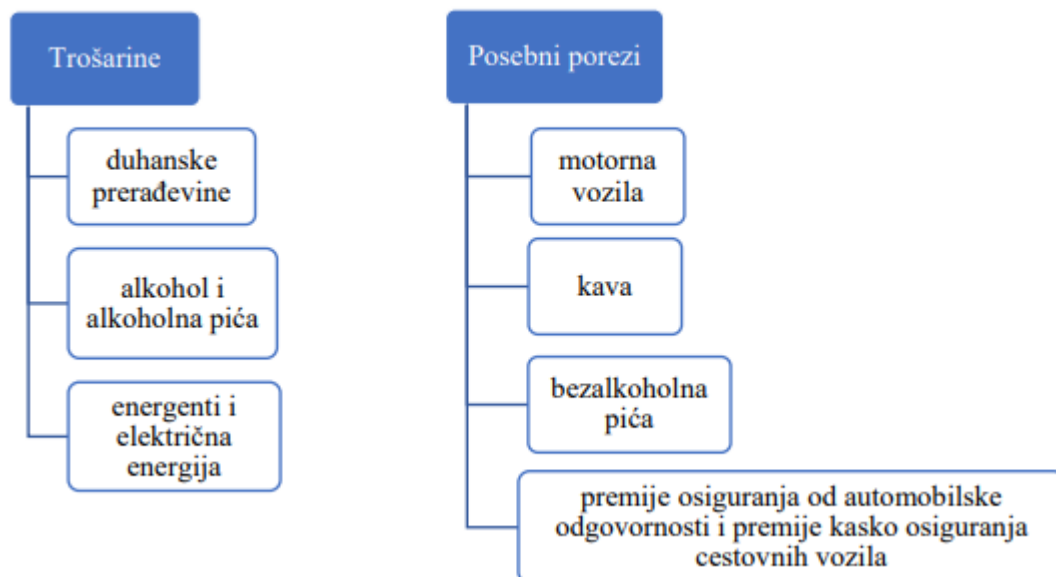 Trošarine
duhanske
prerađevine
alkohol i
alkoholna pića
energenti i
električna
energija
Posebni porezi
motorna
vozila
kava
bezalkoholna
pića
premije osiguranja od automobilske
odgovornosti i premije kasko osiguranja
cestovnih vozila